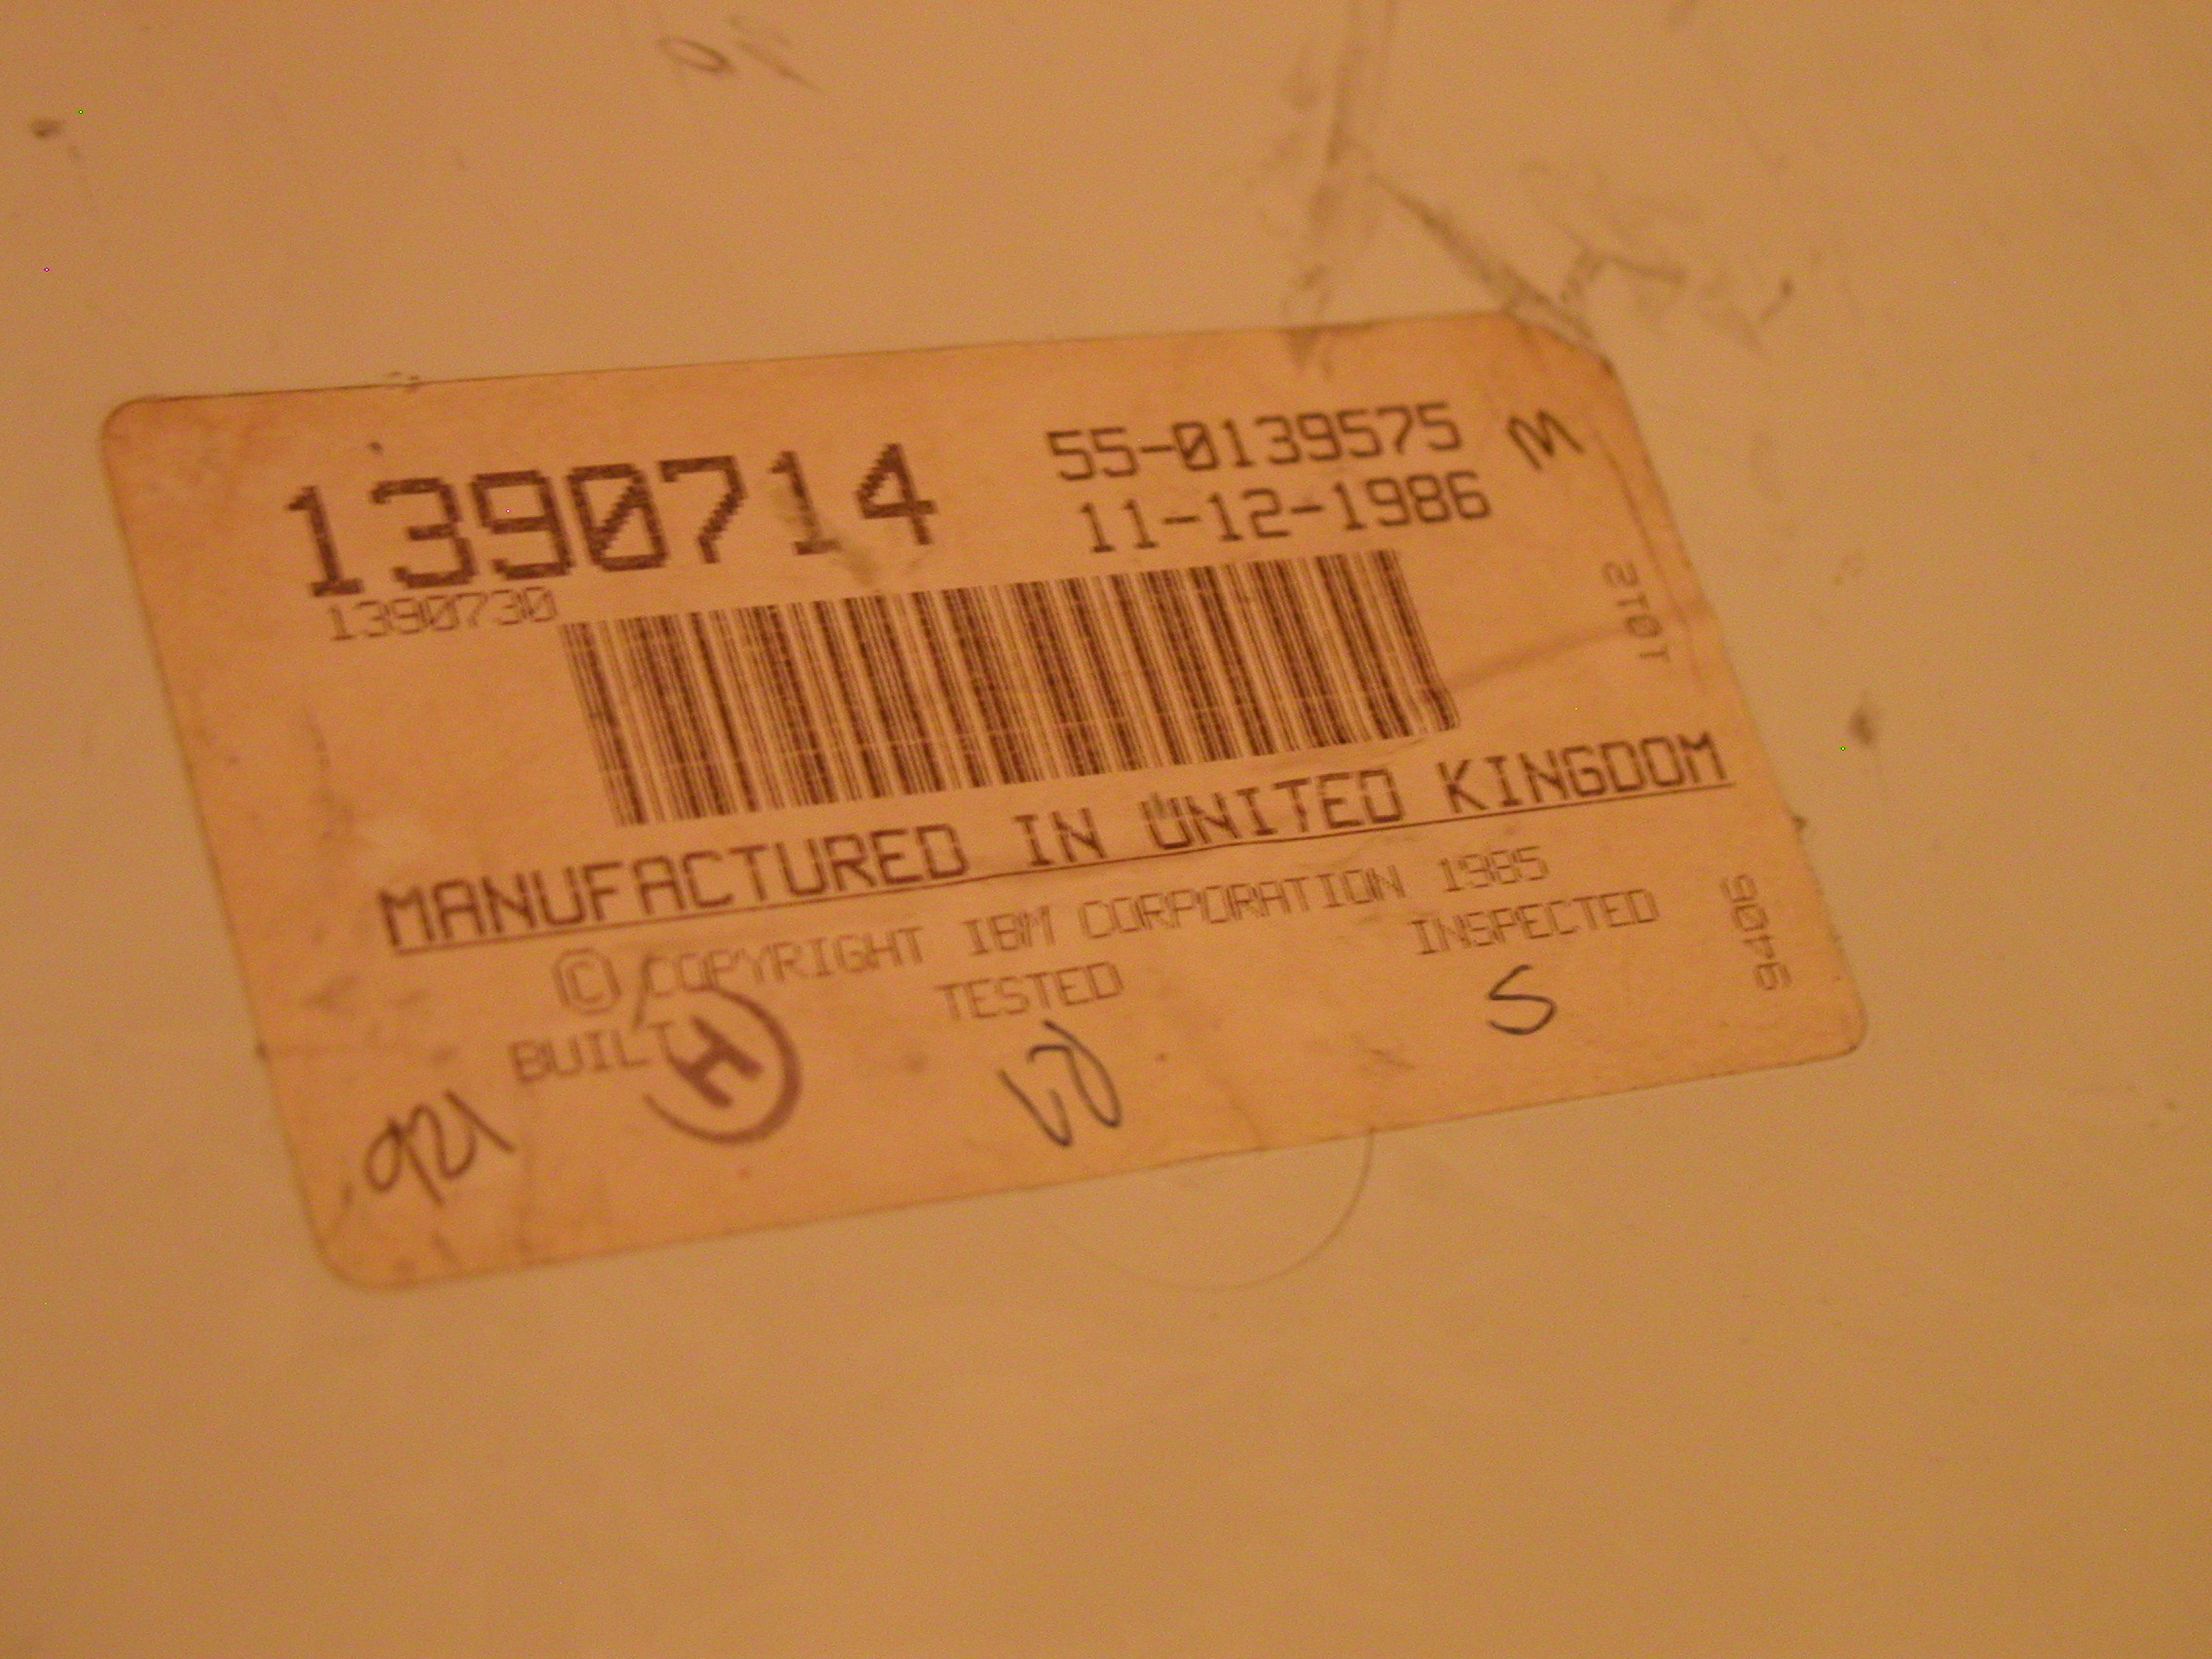 1390714
55-0139575
M
11-12-1986
1390730
1012
MANUFACTURED IN UNITED KINGDOM
© COPYRIGHT IBM CORPORATION 1985
BUILT TESTED INSPECTED
9406
H
S